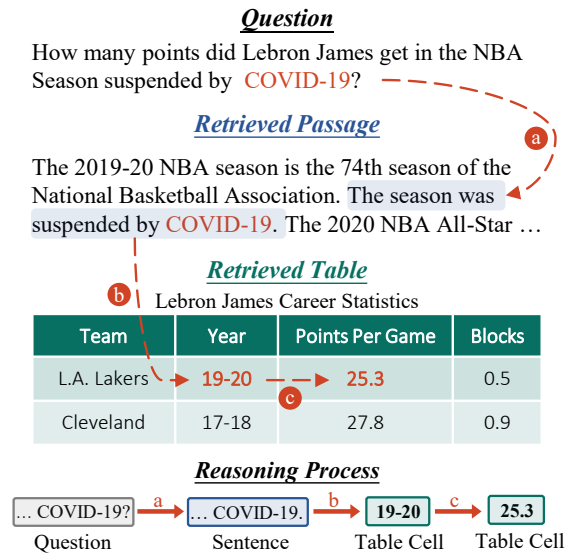 Question
How many points did Lebron James get in the NBA
Season suspended by COVID-19?
a
Retrieved Passage
The 2019-20 NBA season is the 74th season of the
National Basketball Association. The season was
suspended by COVID-19. The 2020 NBA All-Star …
b
Retrieved Table
Lebron James Career Statistics
Team Year Points Per Game Blocks
L.A. Lakers 19-20 25.3 0.5
c
Cleveland 17-18 27.8 0.9
Reasoning Process
… COVID-19? a … COVID-19. b 19-20 c 25.3
Question Sentence Table Cell Table Cell